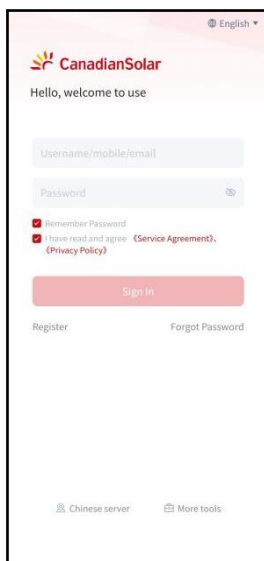 English
CanadianSolar
Hello, welcome to use
Username/mobile/email
Password
Remember Password
I have read and agree 《Service Agreement》、
《Privacy Policy》
Sign In
Register Forgot Password
Chinese server More tools